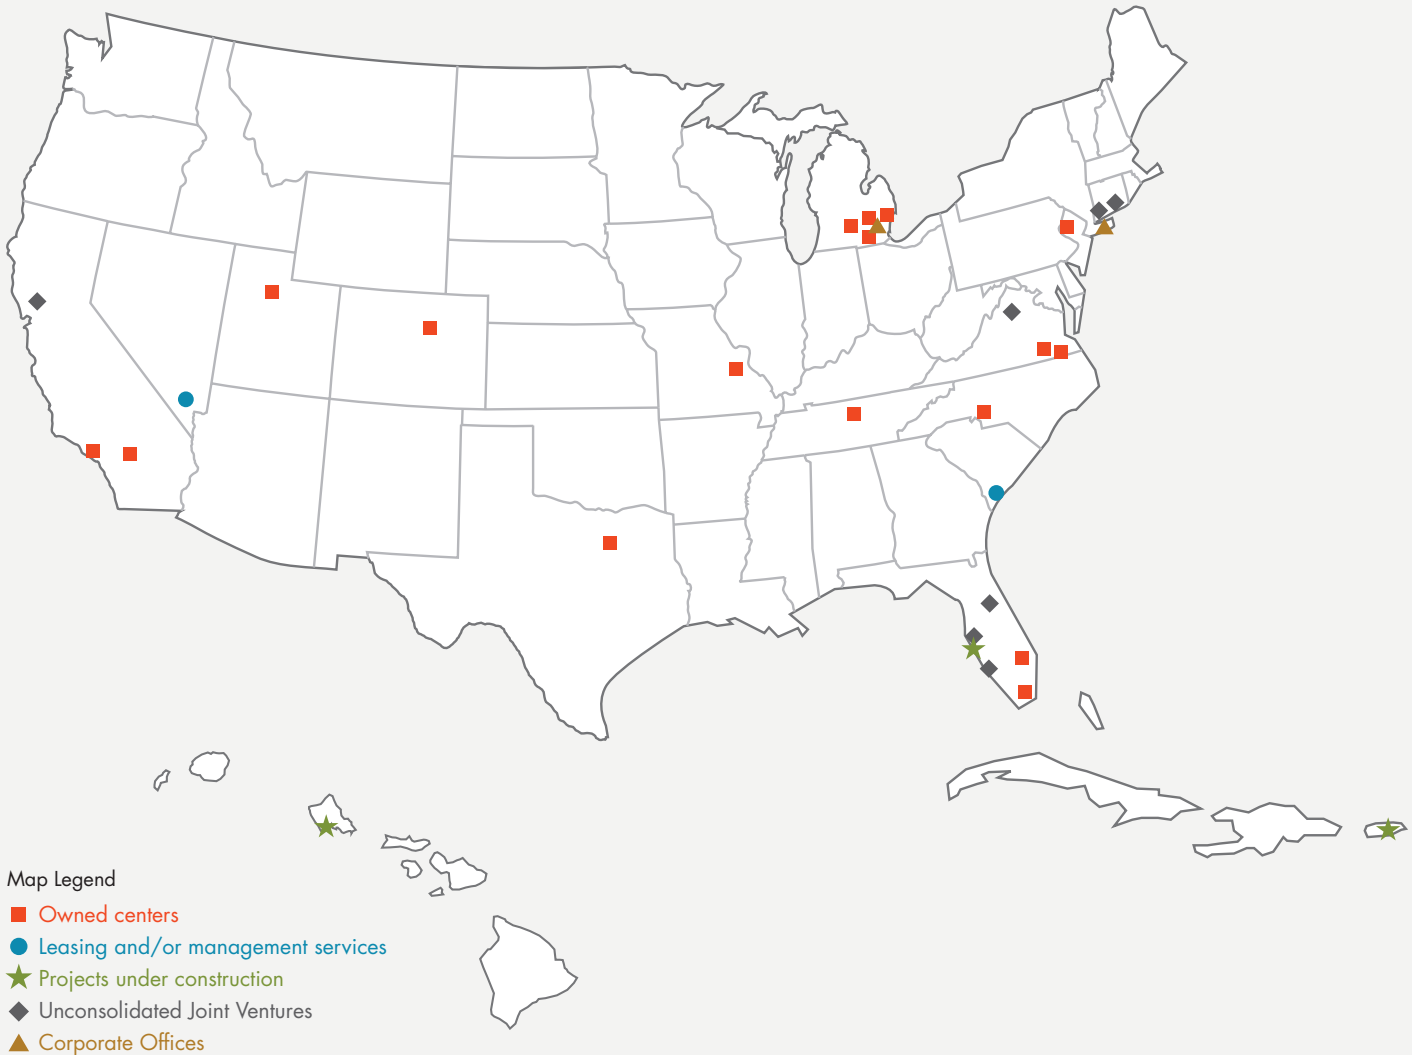 Map Legend
Owned centers
Leasing and/or management services
Projects under construction
Unconsolidated Joint Ventures
Corporate Offices